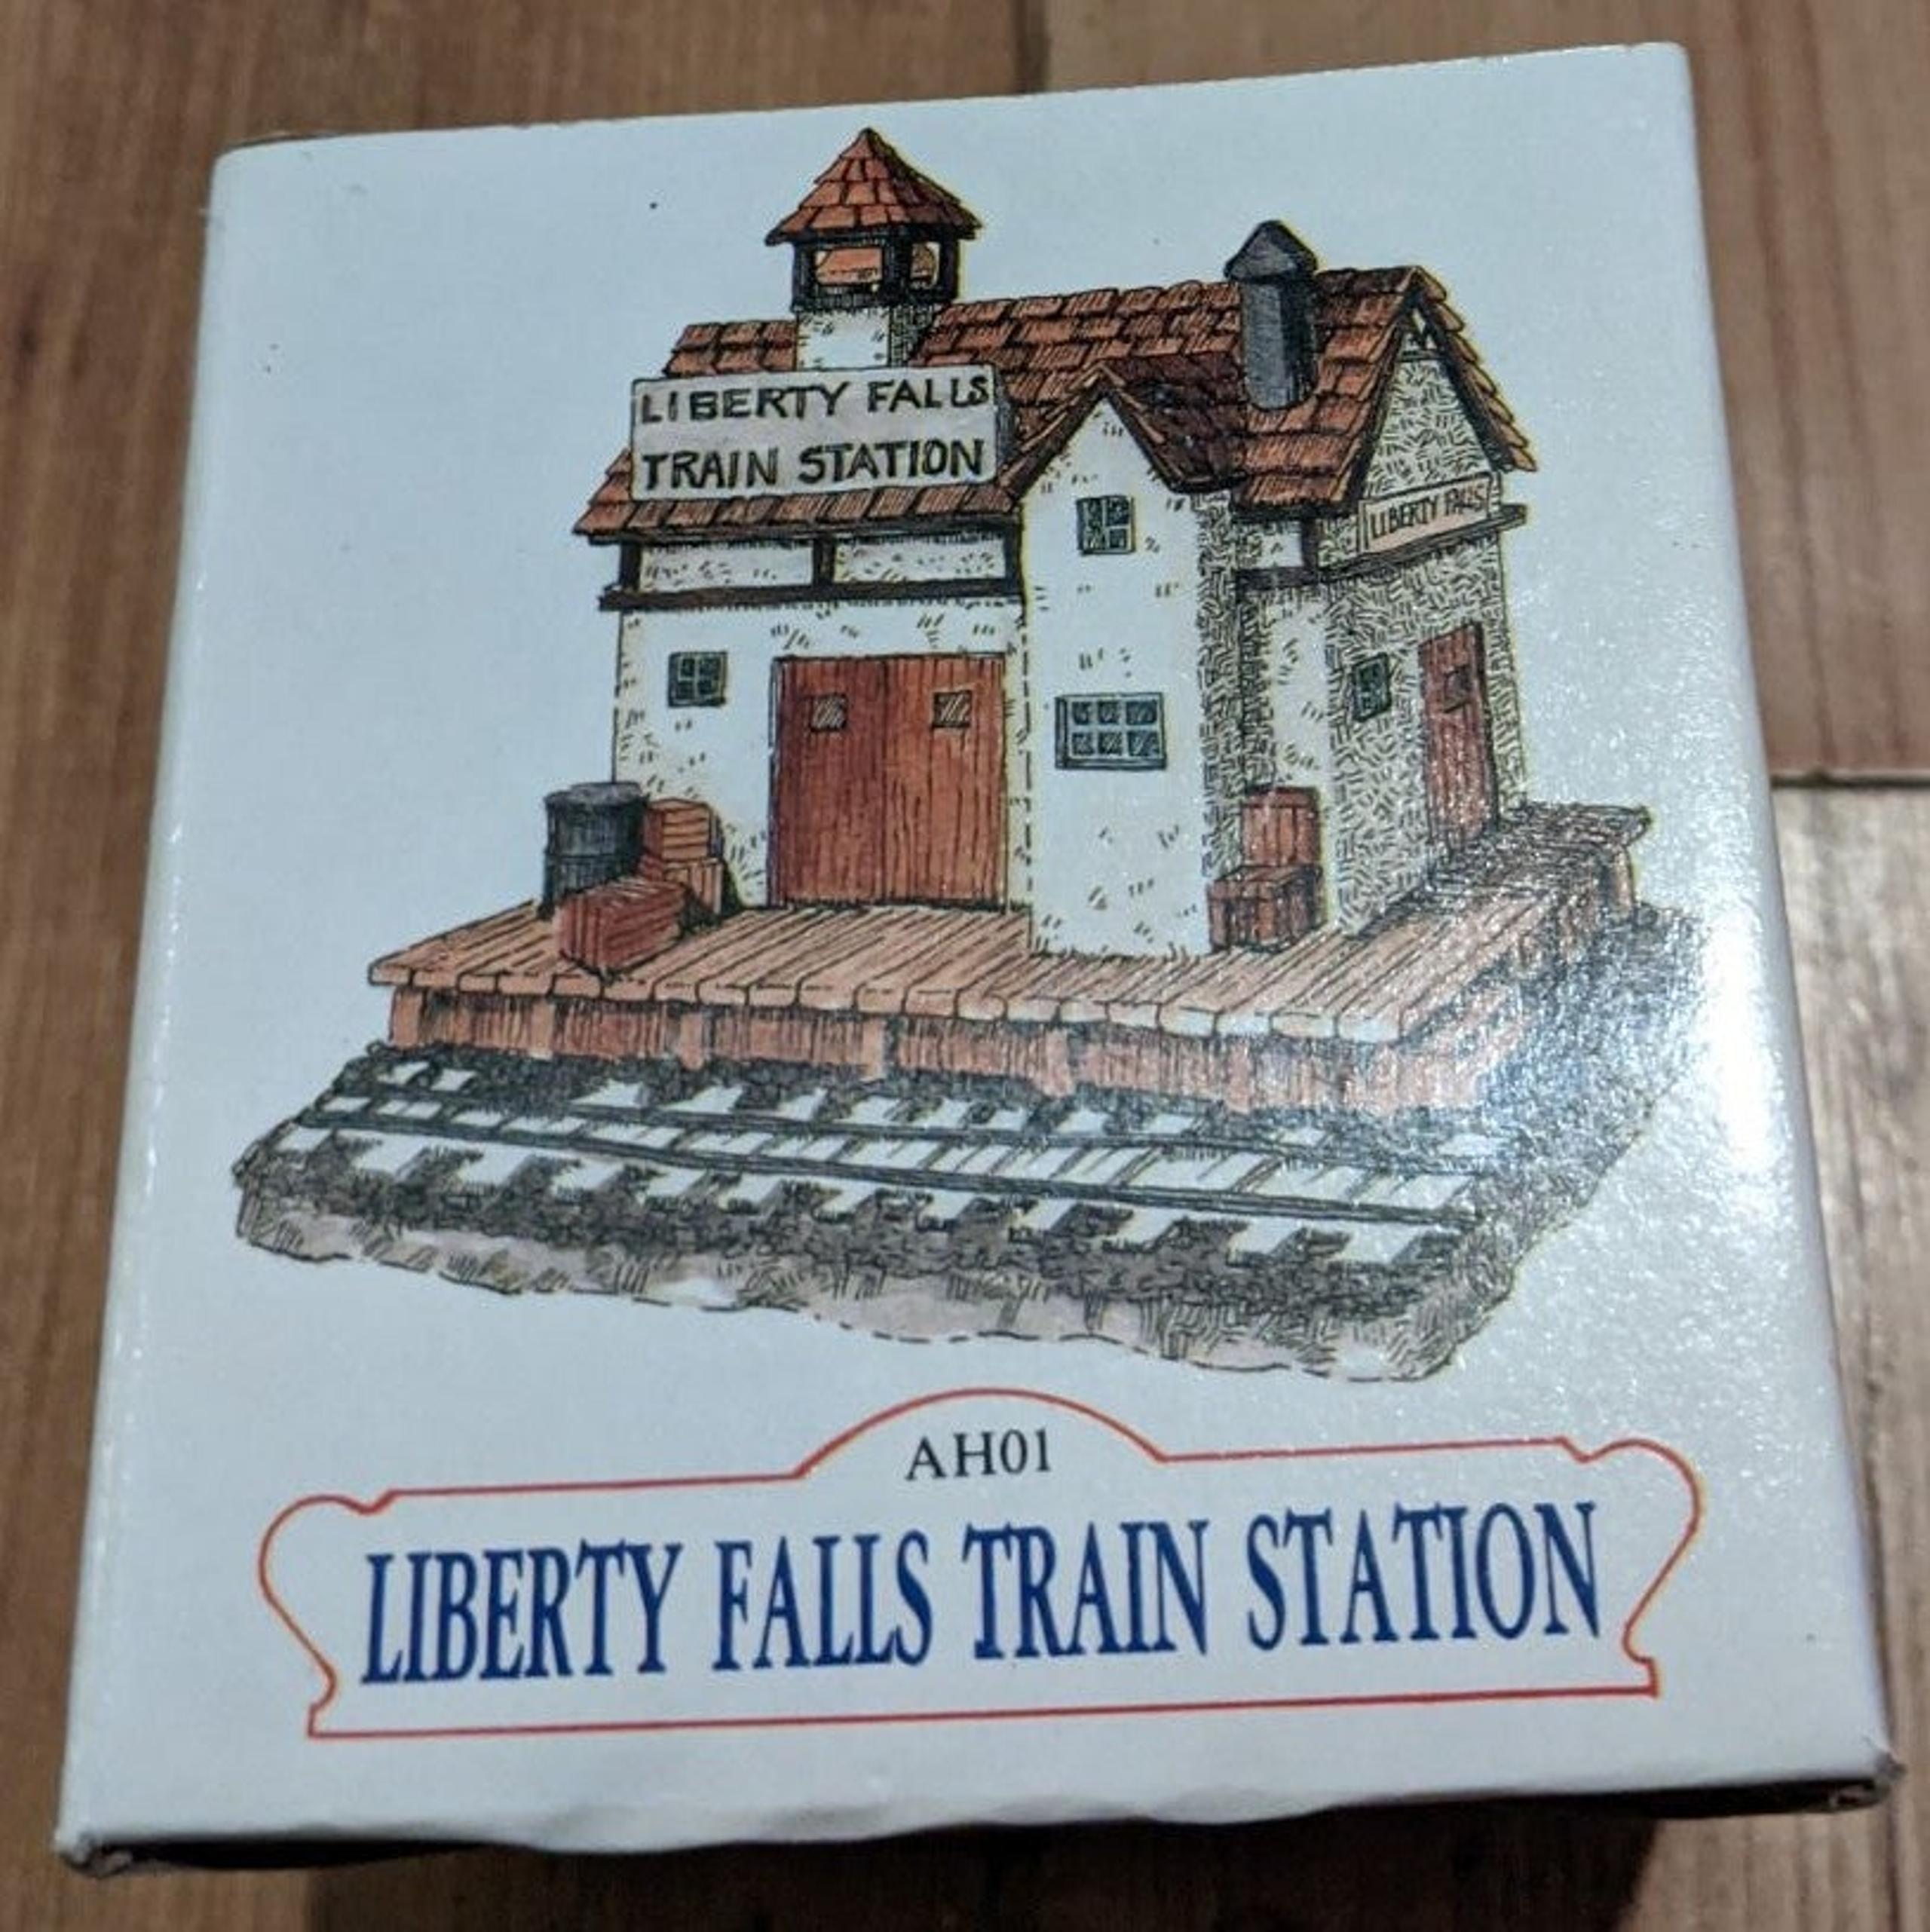 LIBERTY FALLS
TRAIN STATION
LIBERTY FALLS
AH01
LIBERTY FALLS TRAIN STATION